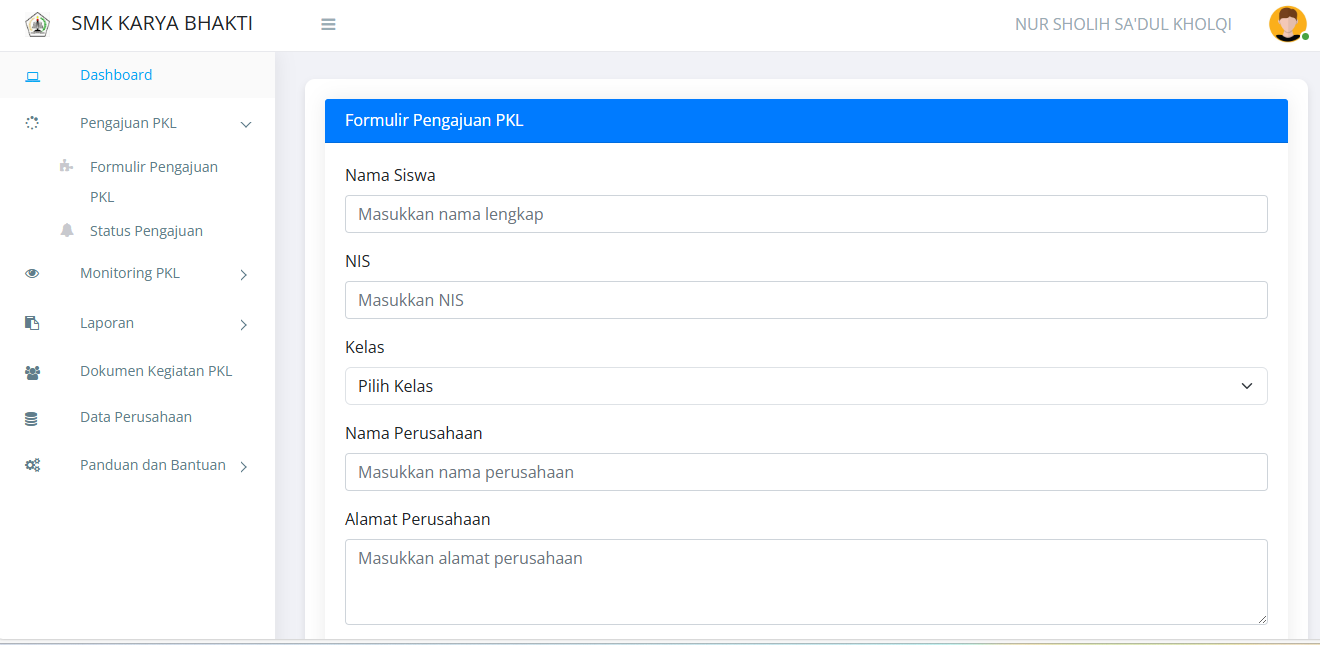 SMK KARYA BHAKTI
NUR SHOLIH SA'DUL KHOLQI
Dashboard
Pengajuan PKL
Formulir Pengajuan
PKL
Status Pengajuan
Monitoring PKL
Laporan
Dokumen Kegiatan PKL
Data Perusahaan
Panduan dan Bantuan
Formulir Pengajuan PKL
Nama Siswa
Masukkan nama lengkap
NIS
Masukkan NIS
Kelas
Pilih Kelas
Nama Perusahaan
Masukkan nama perusahaan
Alamat Perusahaan
Masukkan alamat perusahaan